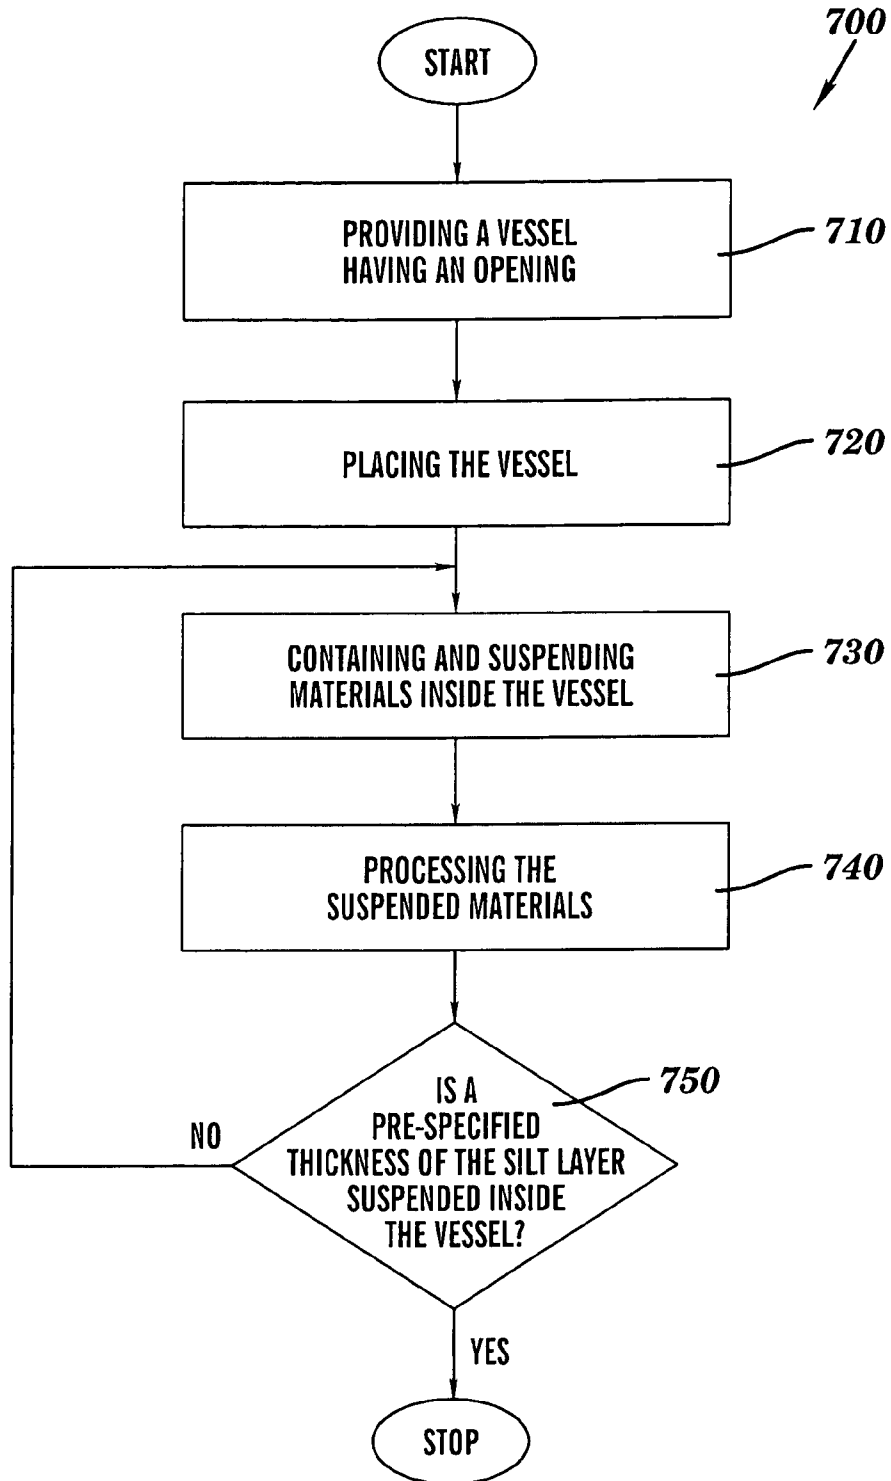 700
START
PROVIDING A VESSEL
HAVING AN OPENING
710
PLACING THE VESSEL
720
CONTAINING AND SUSPENDING
MATERIALS INSIDE THE VESSEL
730
PROCESSING THE
SUSPENDED MATERIALS
740
IS A
PRE-SPECIFIED
THICKNESS OF THE SILT LAYER
SUSPENDED INSIDE
THE VESSEL?
750
NO
YES
STOP